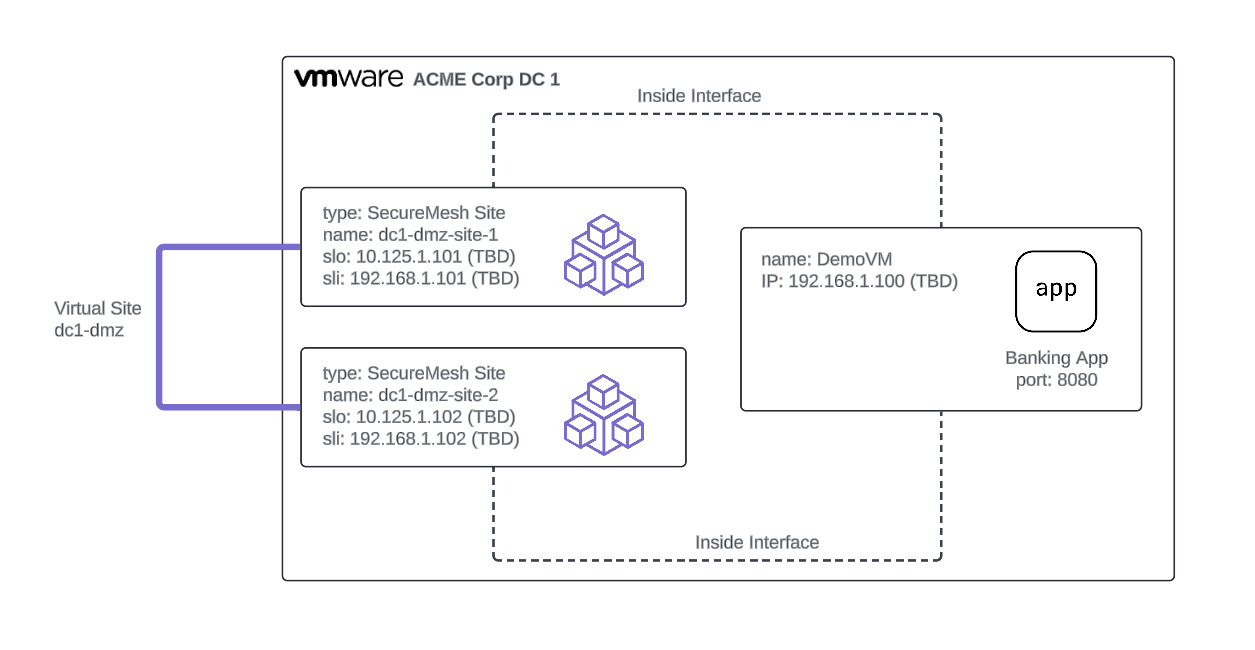 vmware ACME Corp DC 1
Inside Interface
type: SecureMesh Site
name: dc1-dmz-site-1
slo: 10.125.1.101 (TBD)
sli: 192.168.1.101 (TBD)
name: DemoVM
IP: 192.168.1.100 (TBD)
app
Banking App
port: 8080
Virtual Site
dc1-dmz
type: SecureMesh Site
name: dc1-dmz-site-2
slo: 10.125.1.102 (TBD)
sli: 192.168.1.102 (TBD)
Inside Interface